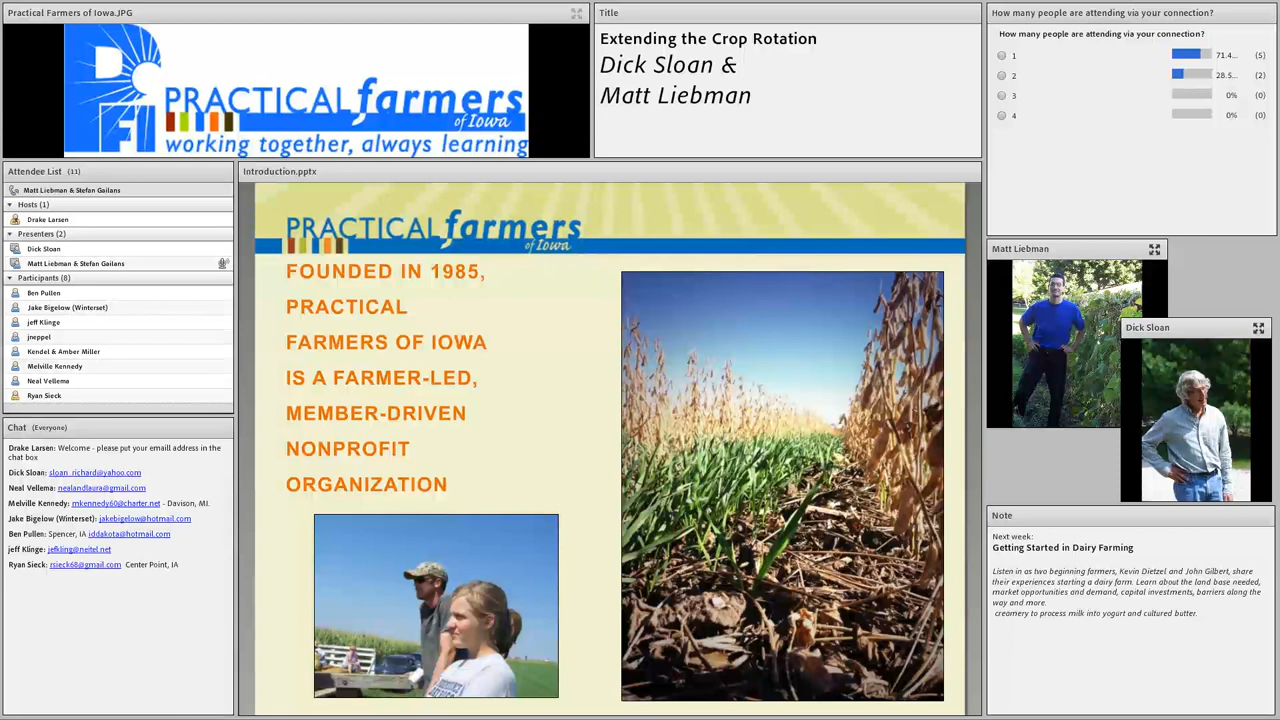 Practical Farmers of Iowa.JPG
PRACTICAL farmers
of Iowa
working together, always learning
Title
Extending the Crop Rotation
Dick Sloan &
Matt Liebman
How many people are attending via your connection?
How many people are attending via your connection?
1 71.4... (5)
2 28.5... (2)
3 0% (0)
4 0% (0)
Attendee List (11)
Matt Liebman & Stefan Gailans
Hosts (1)
Drake Larsen
Presenters (2)
Dick Sloan
Matt Liebman & Stefan Gailans
Participants (8)
Ben Pullen
Jake Bigelow (Winterset)
jeff Klinge
jneppel
Kendel & Amber Miller
Melville Kennedy
Neal Vellema
Ryan Sieck
Chat (Everyone)
Drake Larsen: Welcome - please put your emaill address in the
chat box
Dick Sloan: sloan_richard@yahoo.com
Neal Vellema: nealandlaura@gmail.com
Melville Kennedy: mkennedy60@charter.net - Davison, MI.
Jake Bigelow (Winterset): jakebigelow@hotmail.com
Ben Pullen: Spencer, IA iddakota@hotmail.com
jeff Klinge: jefkling@neitel.net
Ryan Sieck: rsieck68@gmail.com Center Point, IA
Introduction.pptx
PRACTICAL farmers
of Iowa
FOUNDED IN 1985,
PRACTICAL
FARMERS OF IOWA
IS A FARMER-LED,
MEMBER-DRIVEN
NONPROFIT
ORGANIZATION
Matt Liebman
Dick Sloan
Note
Next week:
Getting Started in Dairy Farming
Listen in as two beginning farmers, Kevin Dietzel and John Gilbert, share
their experiences starting a dairy farm. Learn about the land base needed,
market opportunities and demand, capital investments, barriers along the
way and more.
creamery to process milk into yogurt and cultured butter.